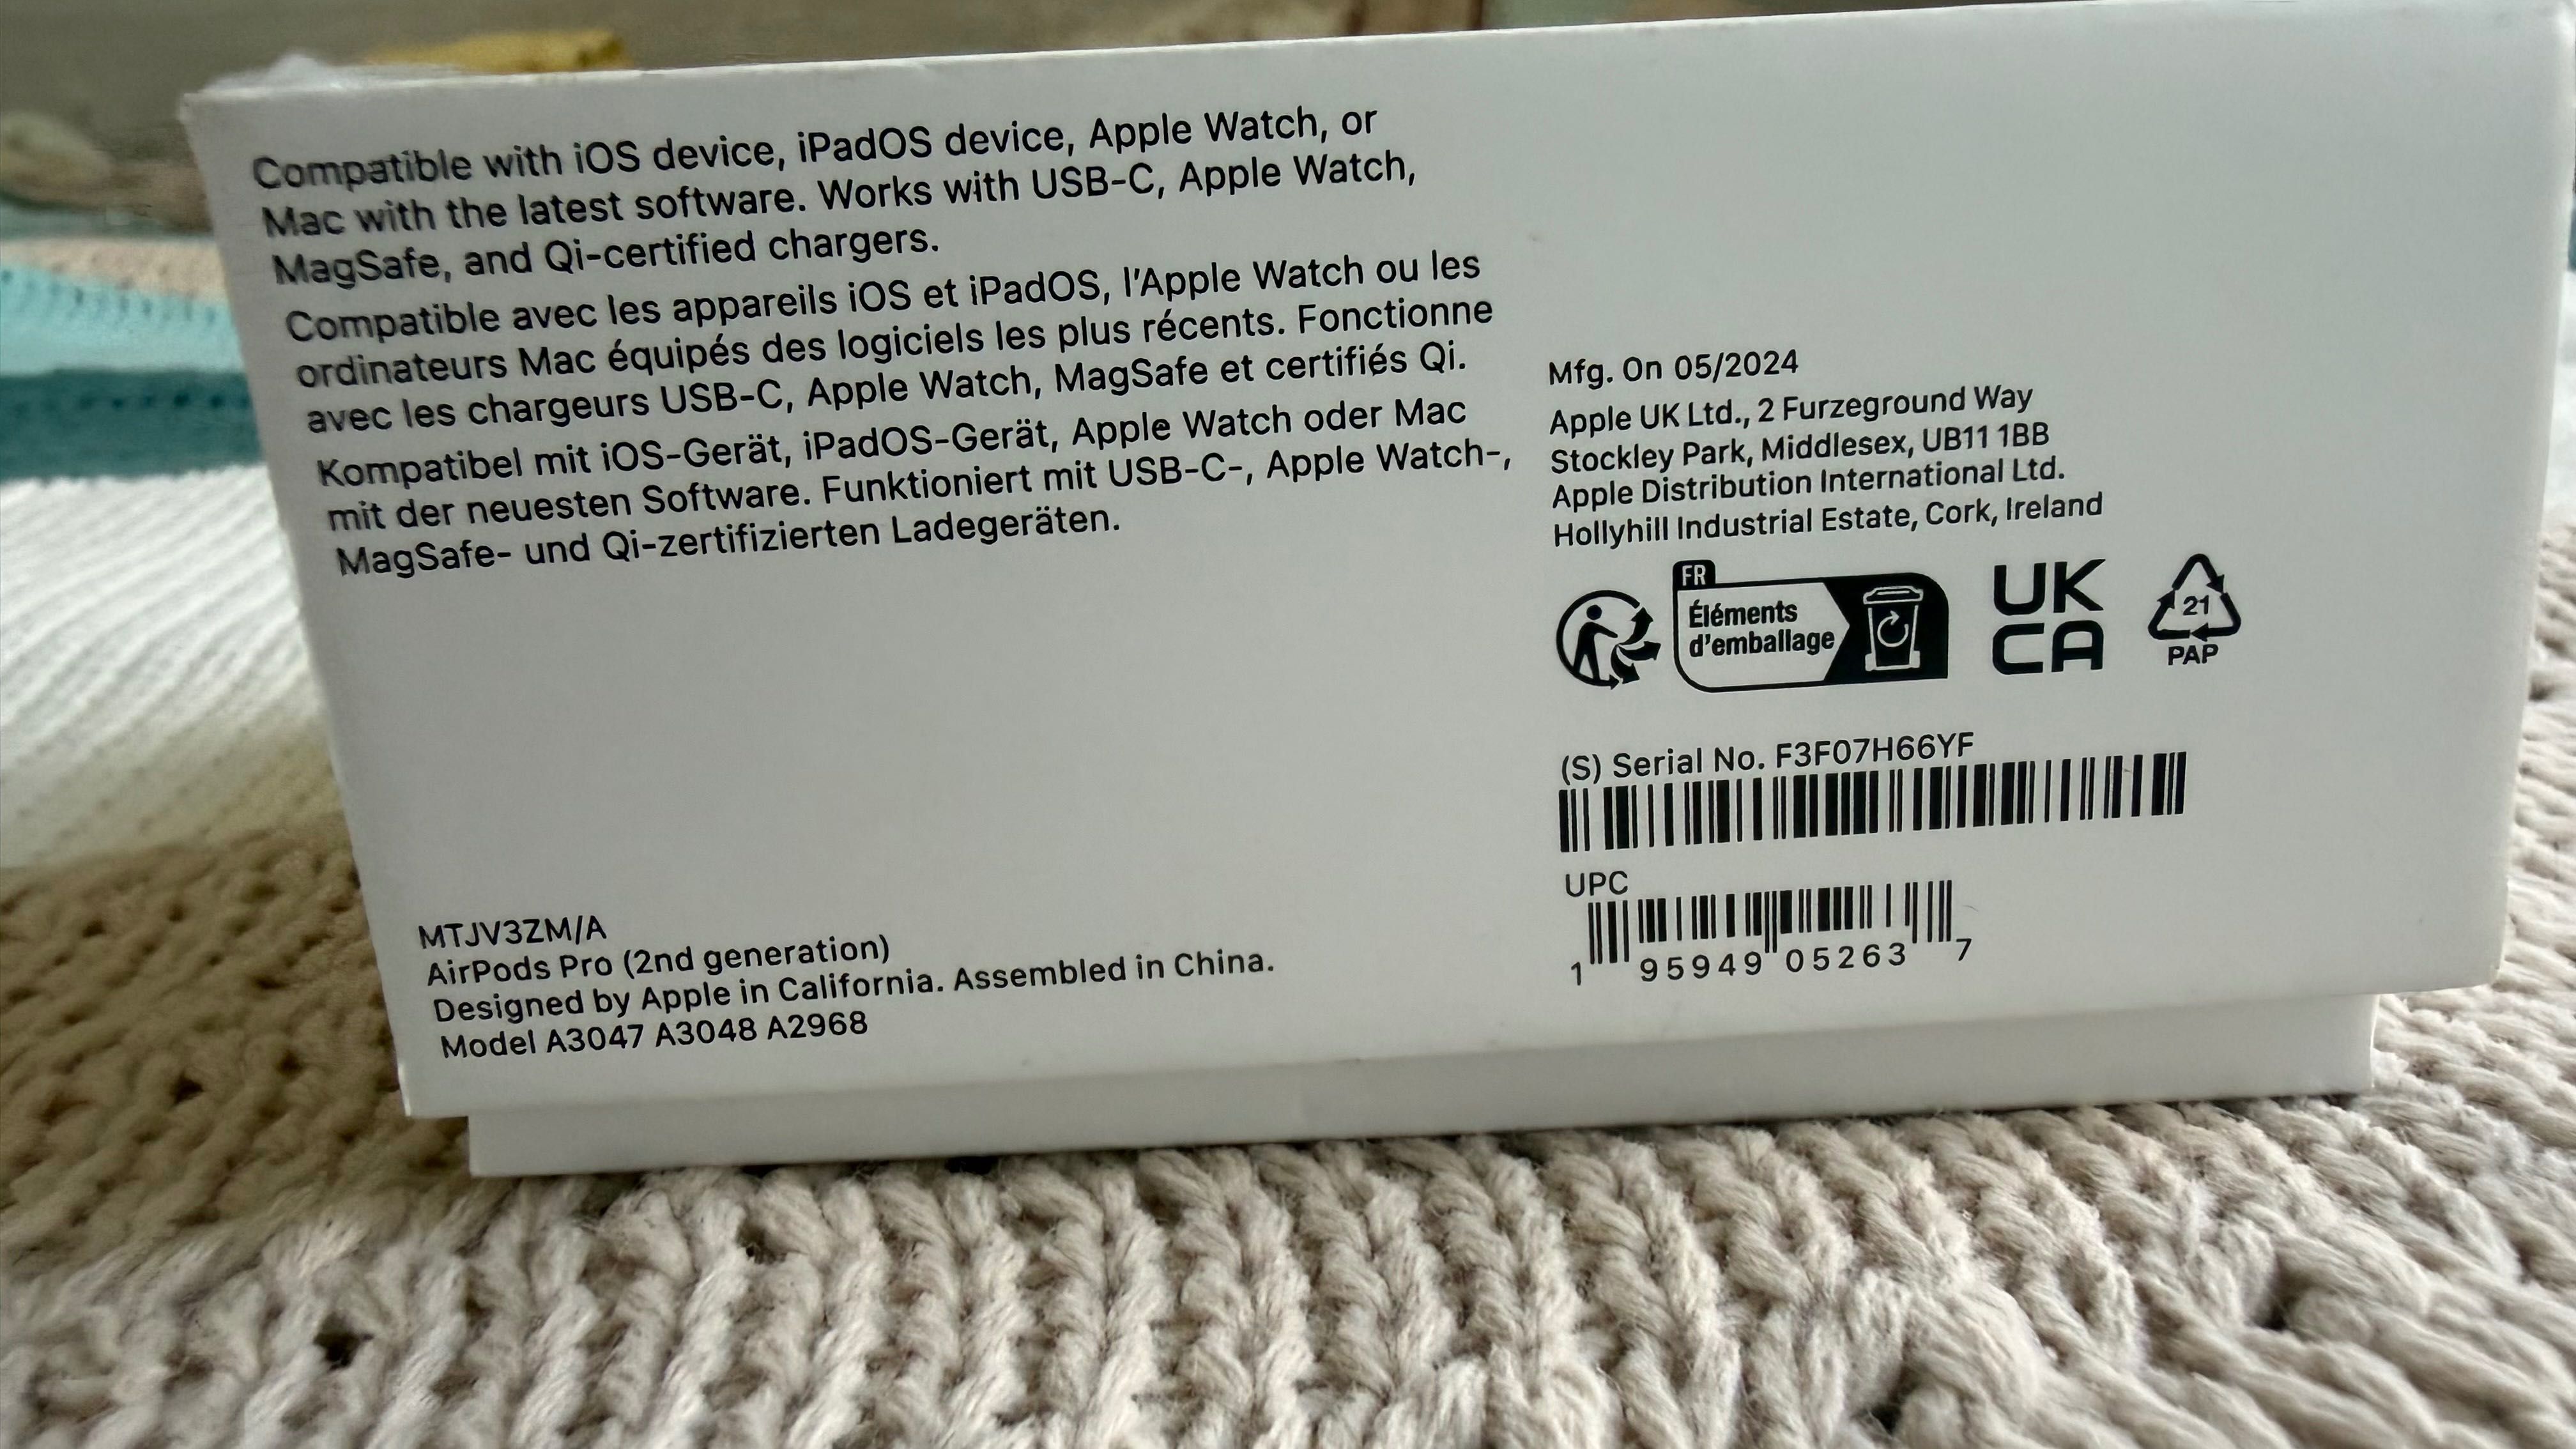 Compatible with iOS device, iPadOS device, Apple Watch, or
Mac with the latest software. Works with USB-C, Apple Watch,
MagSafe, and Qi-certified chargers.
Compatible avec les appareils iOS et iPadOS, l'Apple Watch ou les
ordinateurs Mac équipés des logiciels les plus récents. Fonctionne
avec les chargeurs USB-C, Apple Watch, MagSafe et certifiés Qi.
Kompatibel mit iOS-Gerät, iPadOS-Gerät, Apple Watch oder Mac
mit der neuesten Software. Funktioniert mit USB-C-, Apple Watch-,
MagSafe- und Qi-zertifizierten Ladegeräten.
MTJV3ZM/A
AirPods Pro (2nd generation)
Designed by Apple in California. Assembled in China.
Model A3047 A3048 A2968
Mfg. On 05/2024
Apple UK Ltd., 2 Furzeground Way
Stockley Park, Middlesex, UB11 1BB
Apple Distribution International Ltd.
Hollyhill Industrial Estate, Cork, Ireland
FR
Éléments
d'emballage
UK
CA
21
PAP
(S) Serial No. F3F07H66YF
UPC
1 95949 05263 7